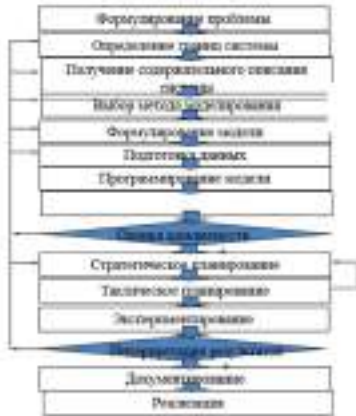 Формулирование проблемы
Определение границ системы
Получение содержательного описания
системы
Выбор метода моделирования
Формулирование модели
Подготовка данных
Программирование модели
Оценка адекватности
Стратегическое планирование
Тактическое планирование
Экспериментирование
Интерпретация результатов
Документирование
Реализация